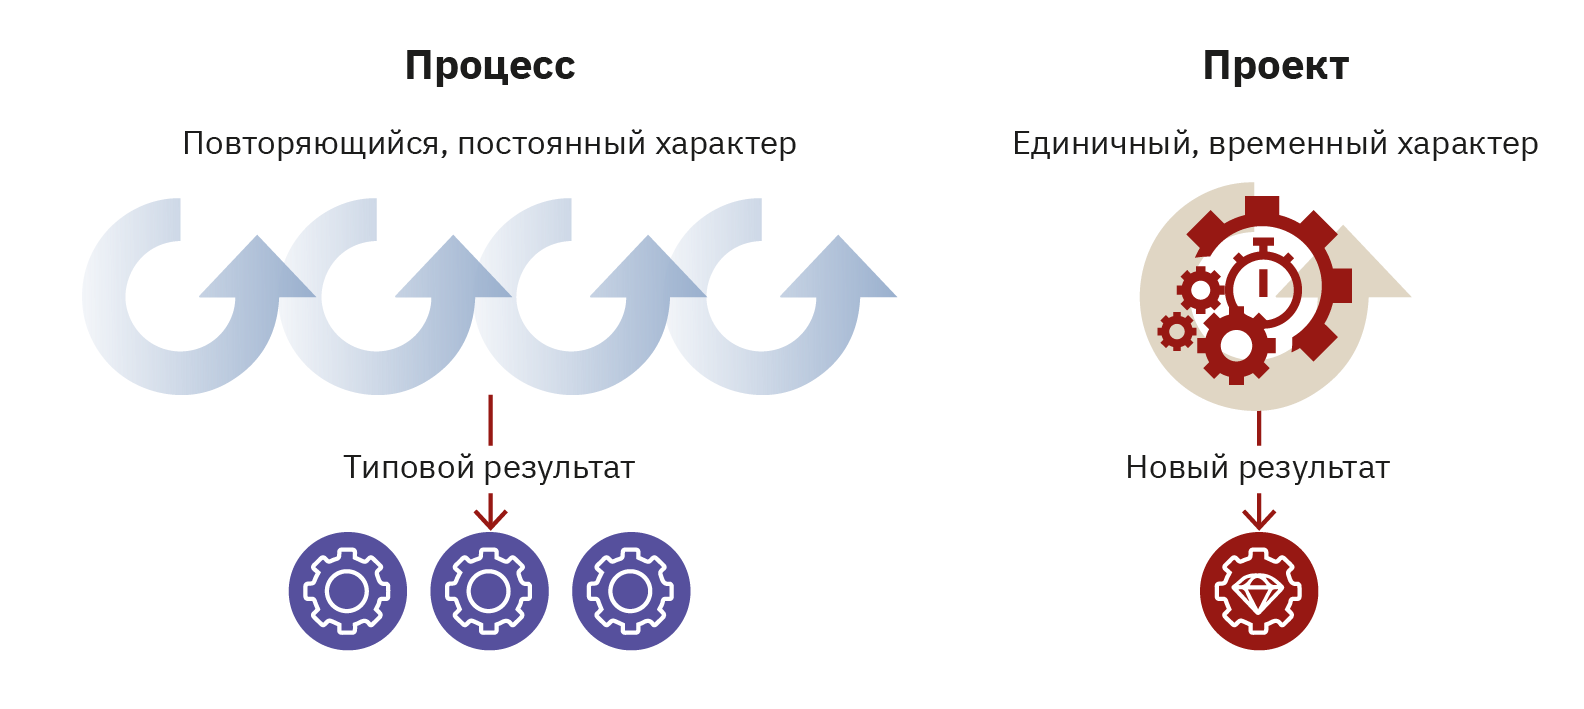 Процесс
Повторяющийся, постоянный характер
Типовой результат
Проект
Единичный, временный характер
Новый результат